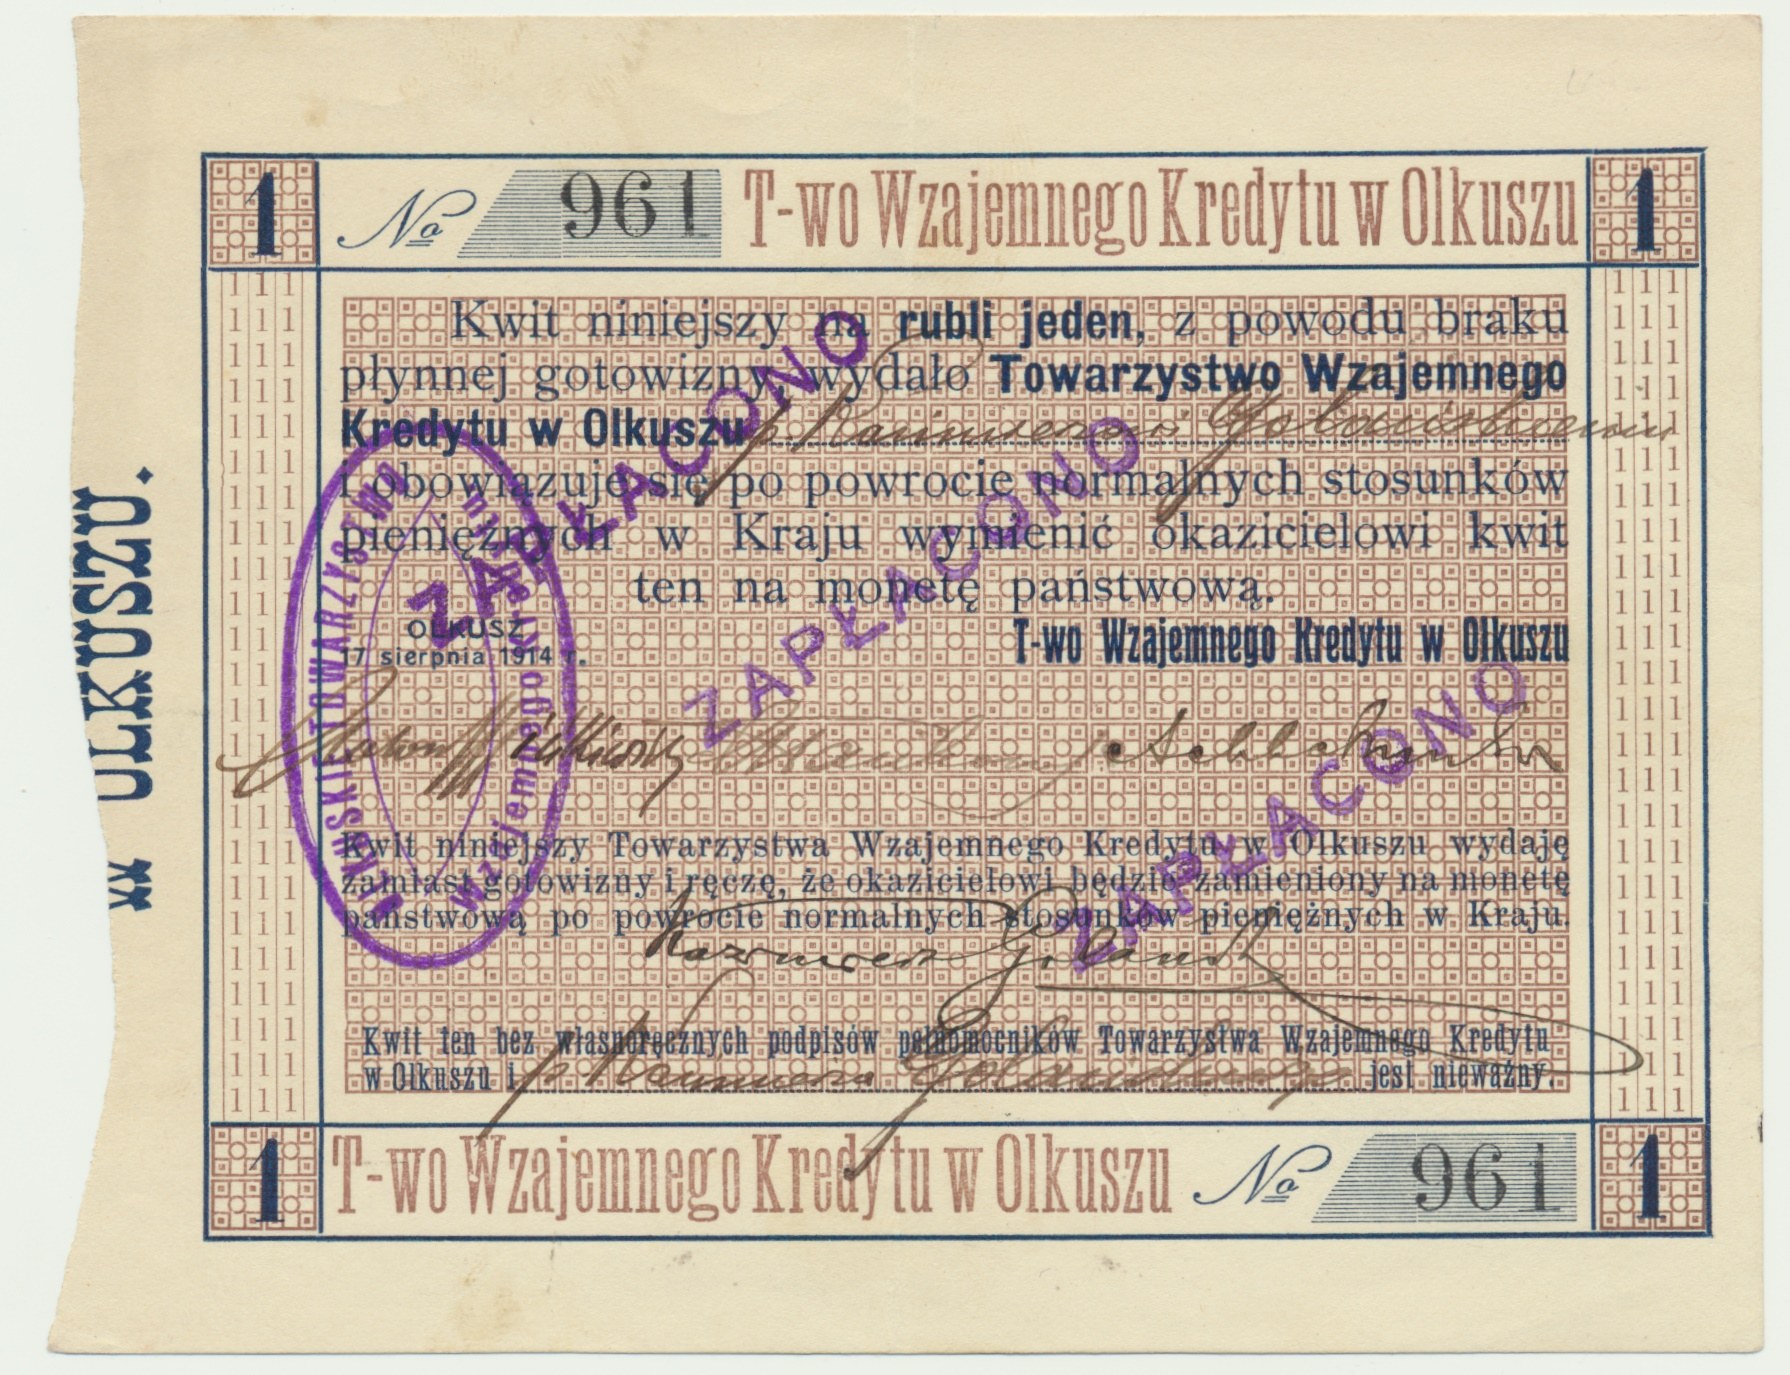 1 No 961 T-wo Wzajemnego Kredytu w Olkuszu 1
Kwit niniejszy na rubli jeden, z powodu braku
płynnej gotowizny wydało Towarzystwo Wzajemnego
Kredytu w Olkuszu p. Kazimierzowi
i obowiązuje się po powrocie normalnych stosunków
pieniężnych w Kraju wymienić okazicielowi kwit
ten na monetę państwową.
OLKUSZ
17 sierpnia 1914 r.
T-wo Wzajemnego Kredytu w Olkuszu
Kwit niniejszy Towarzystwa Wzajemnego Kredytu w Olkuszu wydaję
zamiast gotowizny i ręczę, że okazicielowi będzie zamieniony na monetę
państwową po powrocie normalnych stosunków pieniężnych w Kraju.
Kwit ten bez własnoręcznych podpisów pełnomocników Towarzystwa Wzajemnego Kredytu
w Olkuszu i p. Kazimierza jest nieważny.
1 T-wo Wzajemnego Kredytu w Olkuszu No 961 1
W OLKUSZU.
ZAPŁACONO
ZAPŁACONO
ZAPŁACONO
TOWARZYSTWO
Wzajemnego